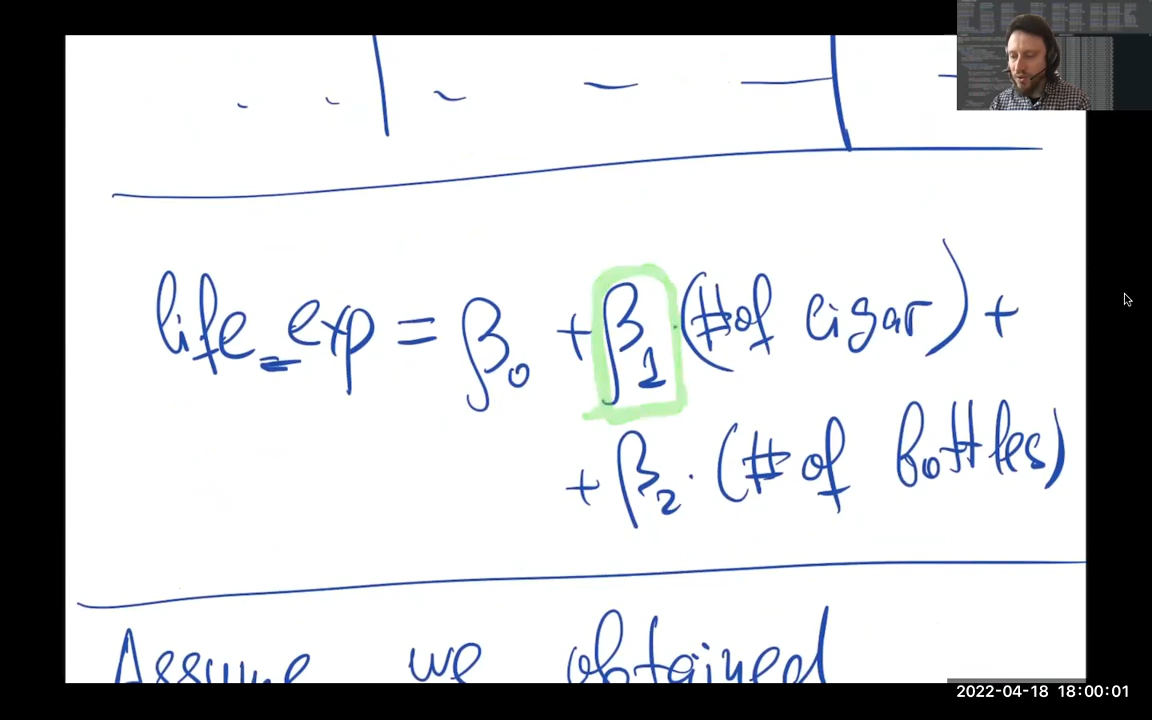 life_exp = β₀ + β₁ · (# of cigar) +
+ β₂ · (# of bottles)
Assume we obtained
2022-04-18 18:00:01